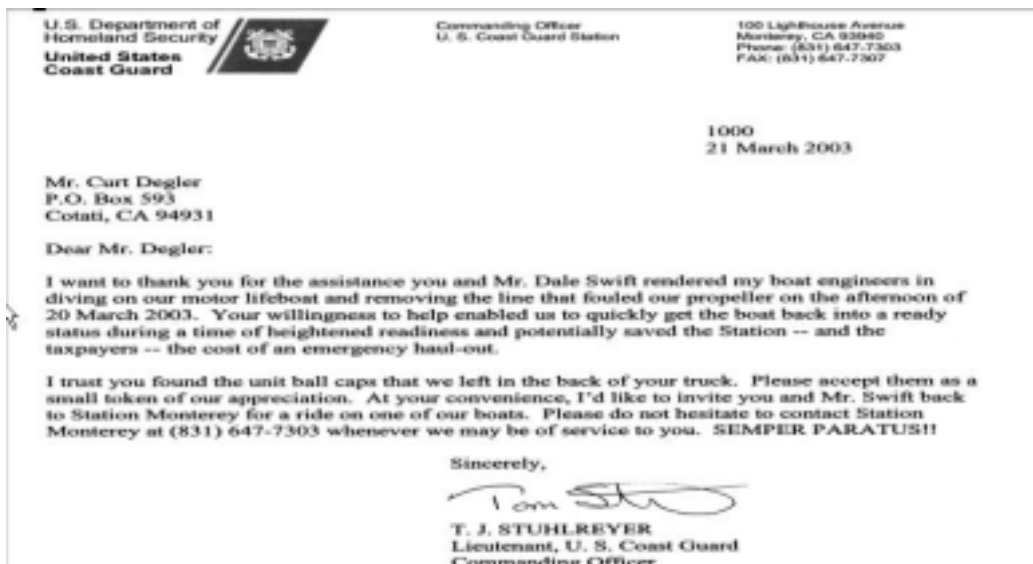 U.S. Department of
Homeland Security
United States
Coast Guard
Commanding Officer
U. S. Coast Guard Station
100 Lighthouse Avenue
Monterey, CA 93940
Phone: (831) 647-7303
FAX: (831) 647-7307
1000
21 March 2003
Mr. Curt Degler
P.O. Box 593
Cotati, CA 94931
Dear Mr. Degler:
I want to thank you for the assistance you and Mr. Dale Swift rendered my boat engineers in
diving on our motor lifeboat and removing the line that fouled our propeller on the afternoon of
20 March 2003. Your willingness to help enabled us to quickly get the boat back into a ready
status during a time of heightened readiness and potentially saved the Station -- and the
taxpayers -- the cost of an emergency haul-out.
I trust you found the unit ball caps that we left in the back of your truck. Please accept them as a
small token of our appreciation. At your convenience, I'd like to invite you and Mr. Swift back
to Station Monterey for a ride on one of our boats. Please do not hesitate to contact Station
Monterey at (831) 647-7303 whenever we may be of service to you. SEMPER PARATUS!!
Sincerely,
Tom
T. J. STUHLREYER
Lieutenant, U. S. Coast Guard
Commanding Officer